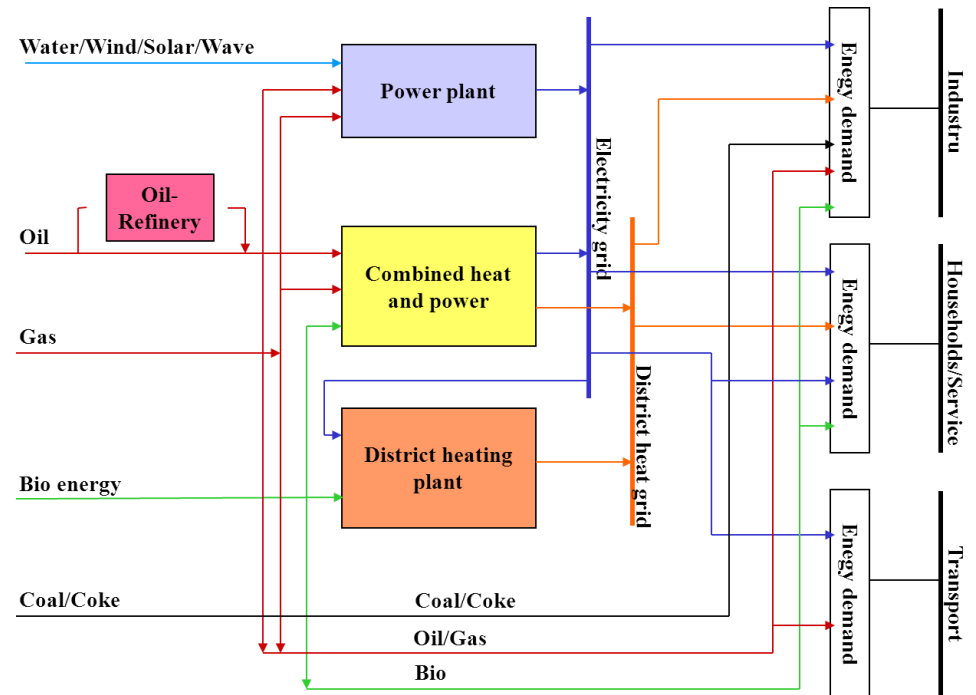 Water/Wind/Solar/Wave
Power plant
Oil-
Refinery
Oil
Combined heat
and power
Gas
District heating
plant
Bio energy
Coal/Coke
Coal/Coke
Oil/Gas
Bio
Electricity grid
District heat grid
Enegy demand
Industru
Enegy demand
Households/Service
Enegy demand
Transport